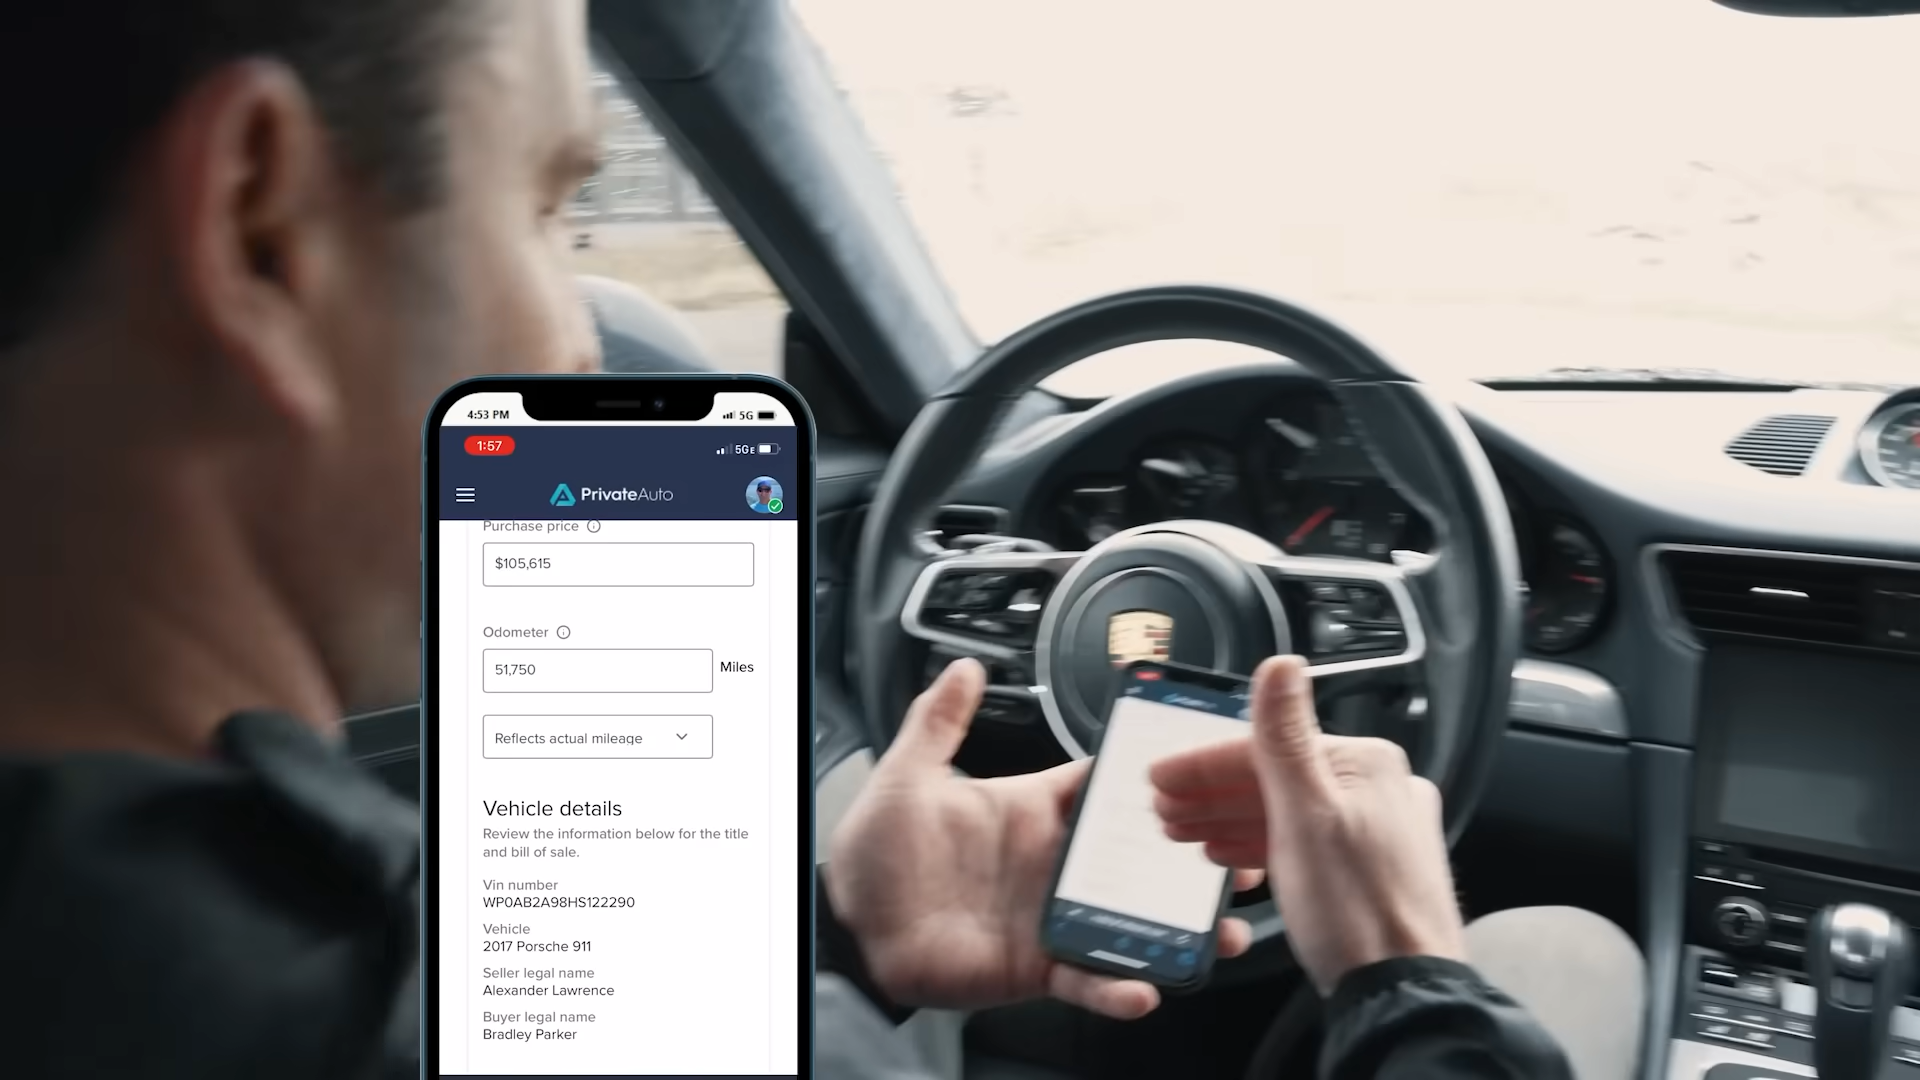 4:53 PM
5G
1:57
5GE
PrivateAuto
Purchase price
$105,615
Odometer
51,750
Miles
Reflects actual mileage
Vehicle details
Review the information below for the title
and bill of sale.
Vin number
WP0AB2A98HS122290
Vehicle
2017 Porsche 911
Seller legal name
Alexander Lawrence
Buyer legal name
Bradley Parker